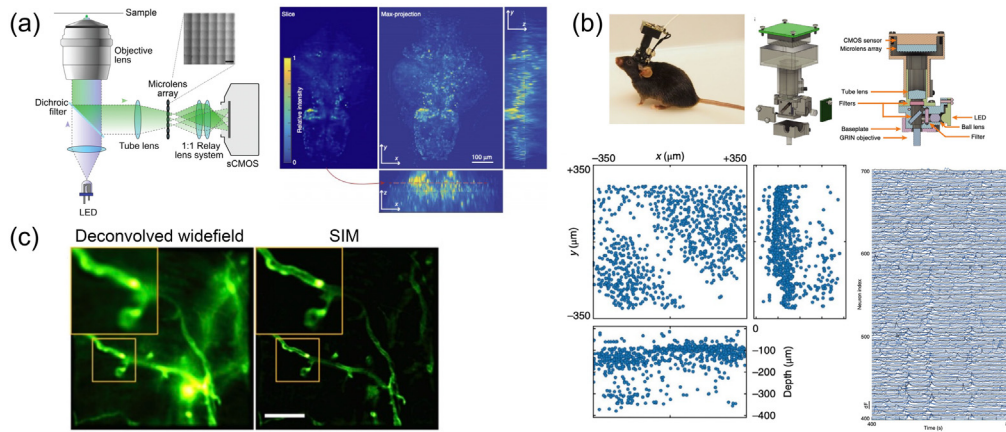 (a)
Sample
Objective
lens
Microlens
array
Dichroic
filter
Tube lens
1:1 Relay
lens system
sCMOS
LED
Slice
Max-projection
1
Relative intensity
0
y
x
100 µm
y
z
z
x
(b)
CMOS sensor
Microlens array
Tube lens
Filters
LED
Ball lens
Baseplate
Filter
GRIN objective
−350
x (µm)
+350
−350
+350
+350
y (µm)
−350
0
−100
−200
−300
−400
Depth (µm)
700
600
500
400
Neuron index
400
Time (s)
(c)
Deconvolved widefield
SIM